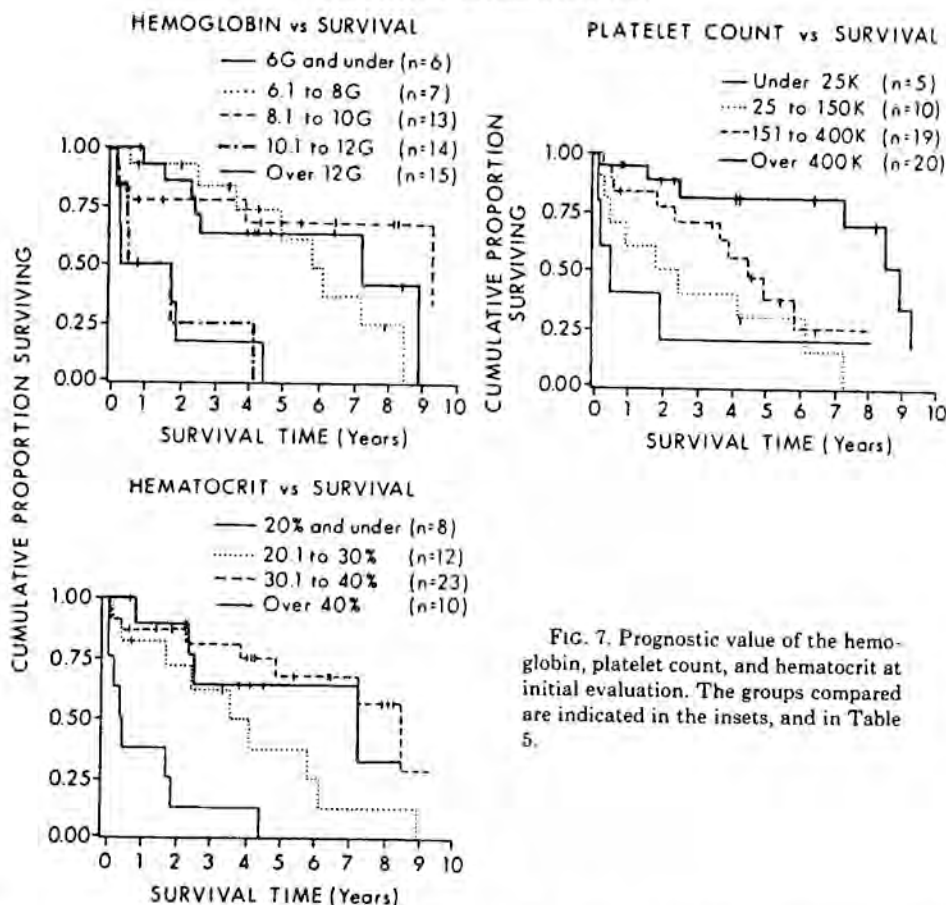 HEMOGLOBIN vs SURVIVAL
6G and under (n=6)
6.1 to 8G (n=7)
8.1 to 10G (n=13)
10.1 to 12G (n=14)
Over 12G (n=15)
1.00
0.75
0.50
0.25
0.00
0 1 2 3 4 5 6 7 8 9 10
SURVIVAL TIME (Years)
CUMULATIVE PROPORTION SURVIVING
PLATELET COUNT vs SURVIVAL
Under 25K (n=5)
25 to 150K (n=10)
151 to 400K (n=19)
Over 400K (n=20)
CUMULATIVE PROPORTION
SURVIVING
1.00
0.75
0.50
0.25
0.00
0 1 2 3 4 5 6 7 8 9 10
SURVIVAL TIME (Years)
HEMATOCRIT vs SURVIVAL
20% and under (n=8)
20.1 to 30% (n=12)
30.1 to 40% (n=23)
Over 40% (n=10)
1.00
0.75
0.50
0.25
0.00
0 1 2 3 4 5 6 7 8 9 10
SURVIVAL TIME (Years)
FIG. 7. Prognostic value of the hemo-
globin, platelet count, and hematocrit at
initial evaluation. The groups compared
are indicated in the insets, and in Table
5.